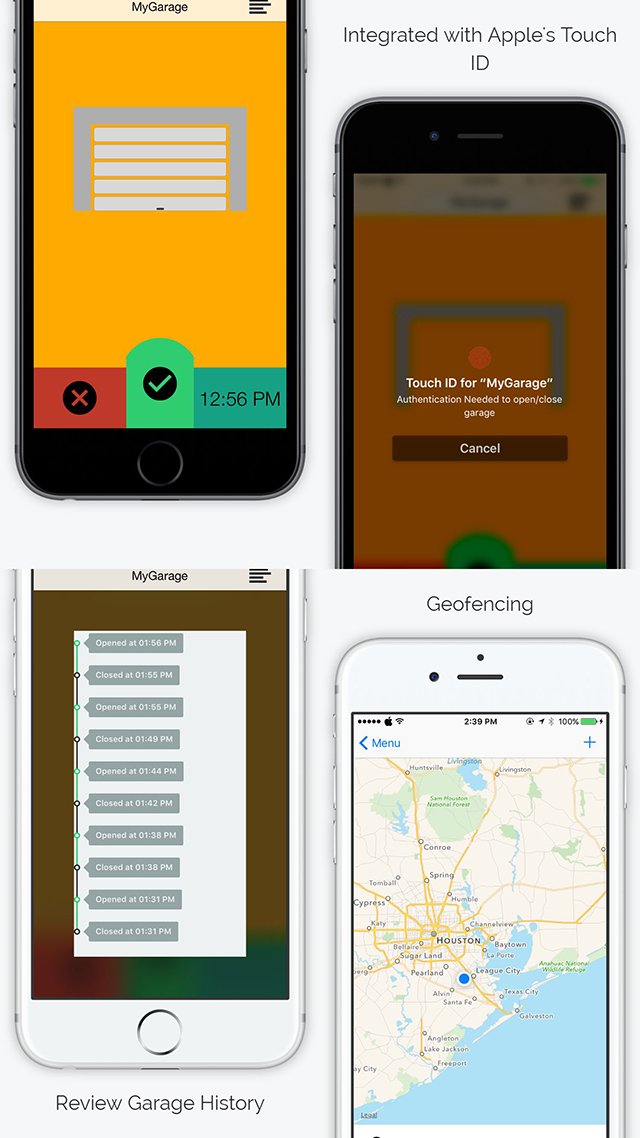 MyGarage
12:56 PM
Integrated with Apple's Touch
ID
Touch ID for "MyGarage"
Authentication Needed to open/close
garage
Cancel
MyGarage
Opened at 01:56 PM
Closed at 01:55 PM
Opened at 01:55 PM
Closed at 01:49 PM
Opened at 01:44 PM
Closed at 01:42 PM
Opened at 01:38 PM
Closed at 01:38 PM
Opened at 01:31 PM
Closed at 01:31 PM
Review Garage History
Geofencing
2:39 PM
100%
Menu
Livingston
Huntsville
Livingston
Sam Houston
National Forest
Conroe
Spring
Tomball
Humble
Cypress
Katy
Channelview
HOUSTON
Bellaire
Baytown
Sugar Land
La Porte
Pearland
League City
Anahuac National
Wildlife Refuge
Alvin
Texas City
Santa Fe
Galveston
Angleton
Lake Jackson
Freeport
ay City
Legal